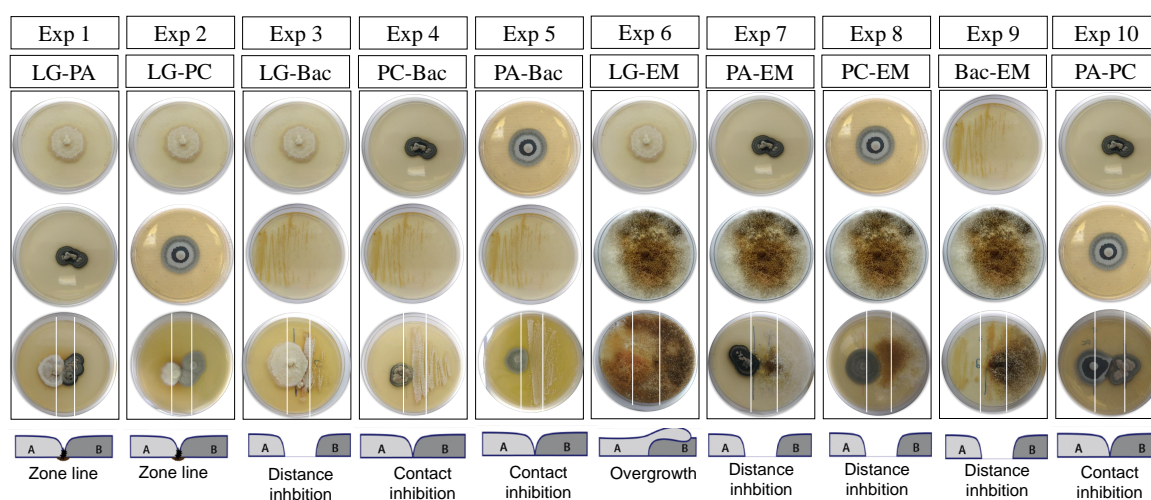 Exp 1 Exp 2 Exp 3 Exp 4 Exp 5 Exp 6 Exp 7 Exp 8 Exp 9 Exp 10
LG-PA LG-PC LG-Bac PC-Bac PA-Bac LG-EM PA-EM PC-EM Bac-EM PA-PC
A B A B A B A B A B A B A B A B A B A B
Zone line Zone line Distance Contact Contact Overgrowth Distance Distance Distance Contact
inhbition inhibition inhibition inhbition inhbition inhbition inhibition